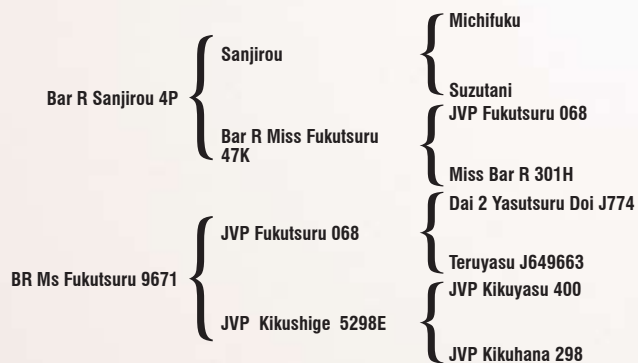 Michifuku
Sanjirou
Suzutani
Bar R Sanjirou 4P
JVP Fukutsuru 068
Bar R Miss Fukutsuru
47K
Miss Bar R 301H
Dai 2 Yasutsuru Doi J774
JVP Fukutsuru 068
Teruyasu J649663
BR Ms Fukutsuru 9671
JVP Kikuyasu 400
JVP Kikushige 5298E
JVP Kikuhana 298